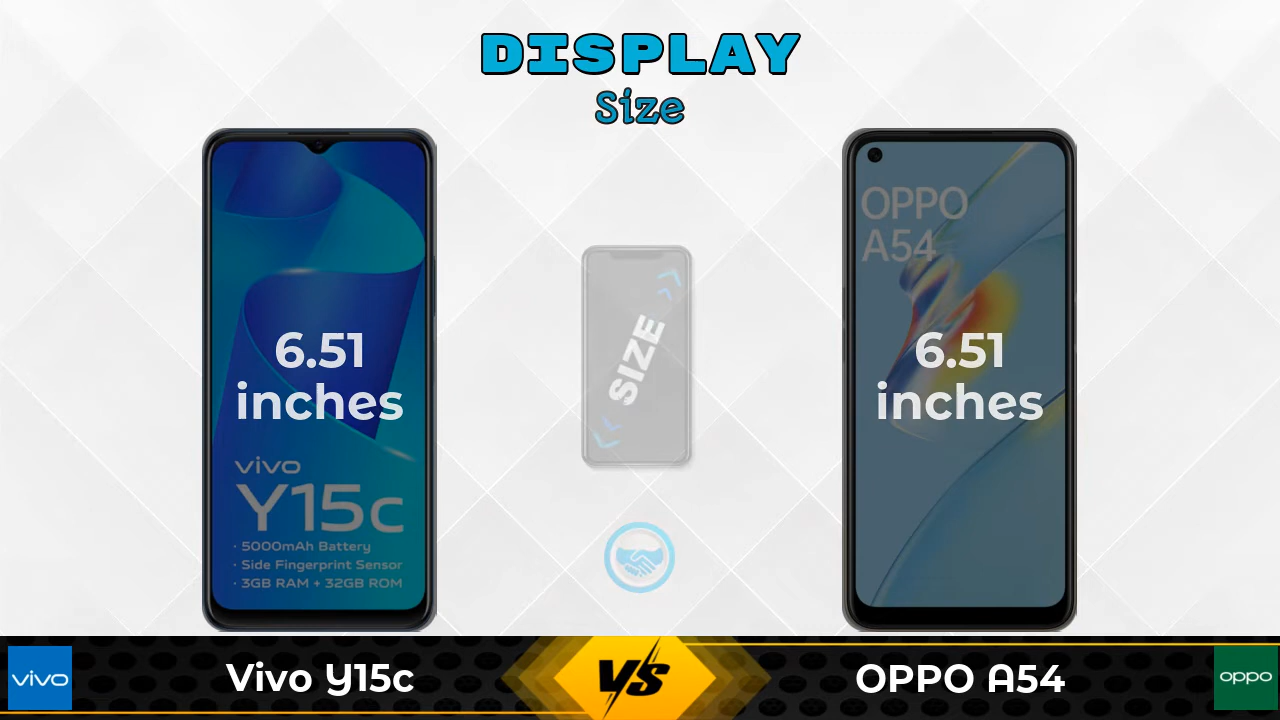 DISPLAY
Size
6.51
inches
vivo
Y15c
· 5000mAh Battery
· Side Fingerprint Sensor
· 3GB RAM + 32GB ROM
SIZE
OPPO
A54
6.51
inches
vivo
Vivo Y15c
VS
OPPO A54
oppo